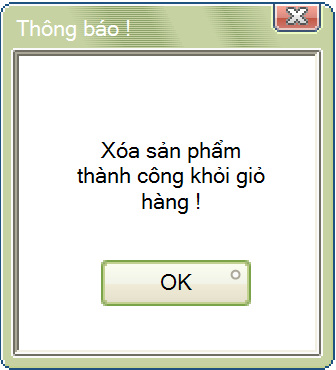 Thông báo !
Xóa sản phẩm
thành công khỏi giỏ
hàng !
OK